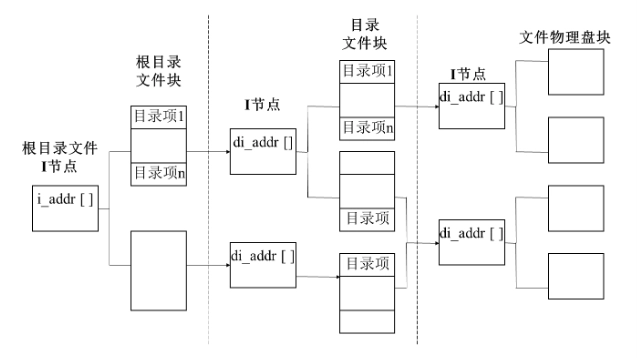 根目录文件
I节点
i_addr [ ]
根目录
文件块
目录项1
目录项n
I节点
di_addr []
di_addr [ ]
目录
文件块
目录项1
目录项n
目录项
目录项
I节点
di_addr [ ]
di_addr [ ]
文件物理盘块